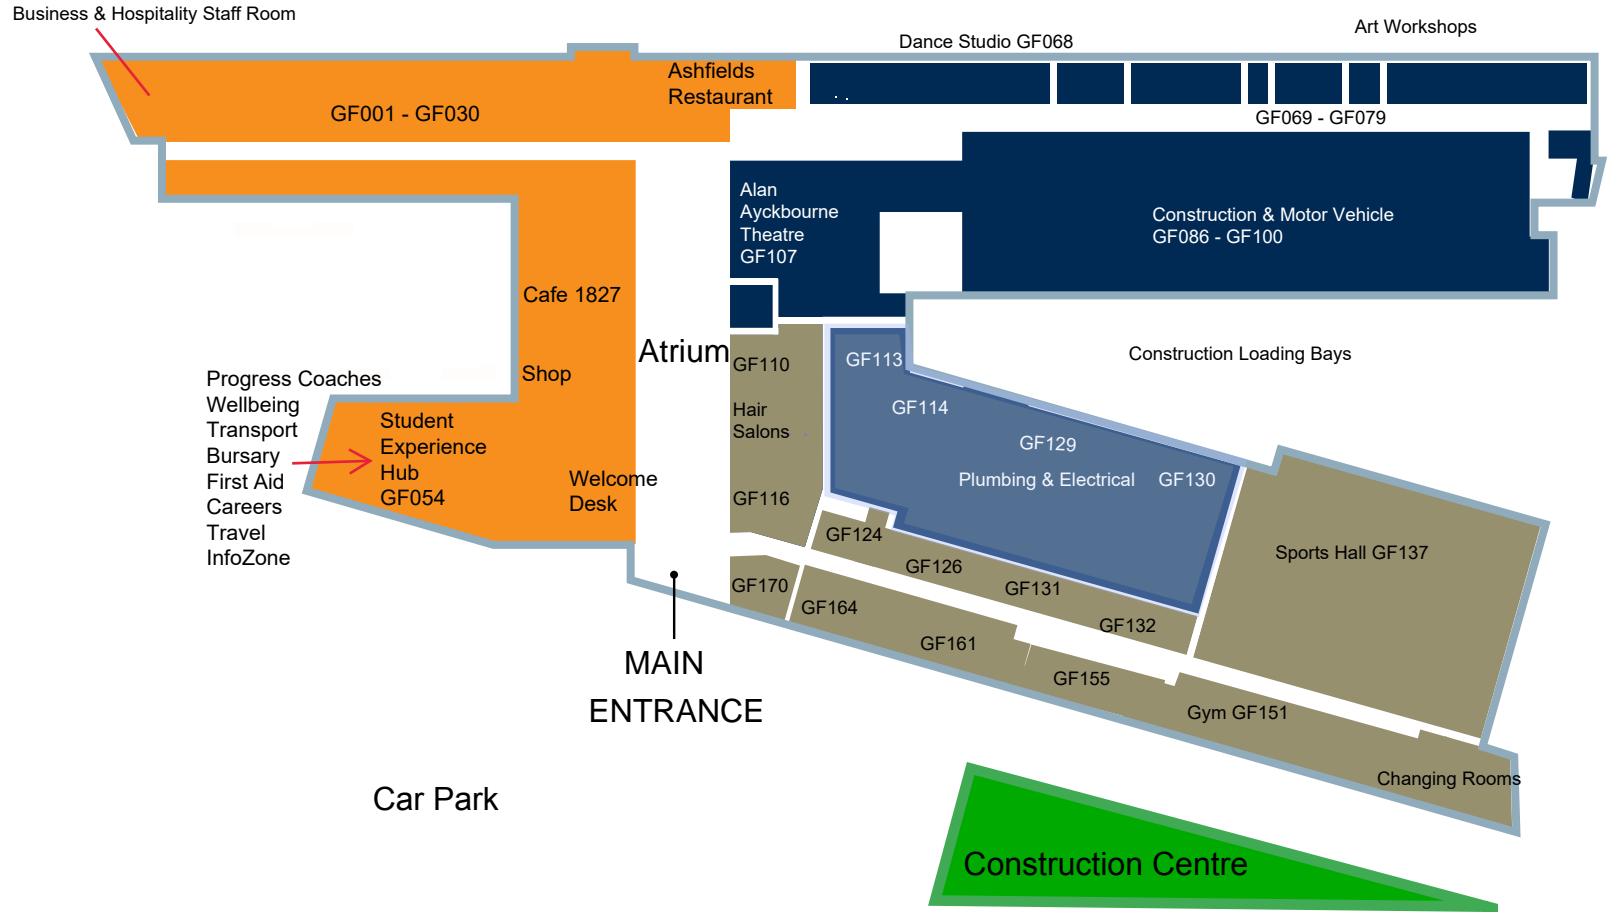 Business & Hospitality Staff Room
Art Workshops
Dance Studio GF068
Ashfields
Restaurant
GF001 - GF030
GF069 - GF079
Alan
Ayckbourne
Theatre
GF107
Construction & Motor Vehicle
GF086 - GF100
Cafe 1827
Atrium
Shop
Construction Loading Bays
Progress Coaches
Wellbeing
Transport
Bursary
First Aid
Careers
Travel
InfoZone
Student
Experience
Hub
GF054
Welcome
Desk
GF110
Hair
Salons
GF116
GF113
GF114
GF129
Plumbing & Electrical
GF130
GF124
GF126
GF131
GF132
Sports Hall GF137
GF170
GF164
GF161
GF155
Gym GF151
Changing Rooms
MAIN
ENTRANCE
Car Park
Construction Centre